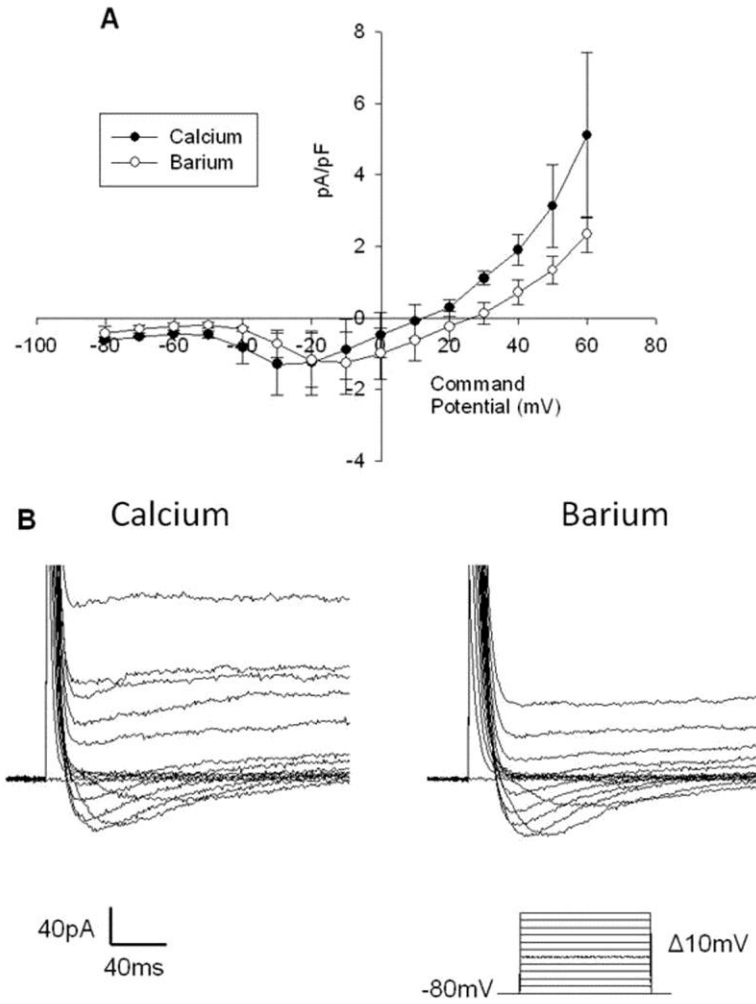 A
8
6
4
2
0
-2
-4
pA/pF
Calcium
Barium
-100 -80 -60 -40 -20 0 20 40 60 80
Command
Potential (mV)
B
Calcium
Barium
40pA
40ms
-80mV
Δ10mV